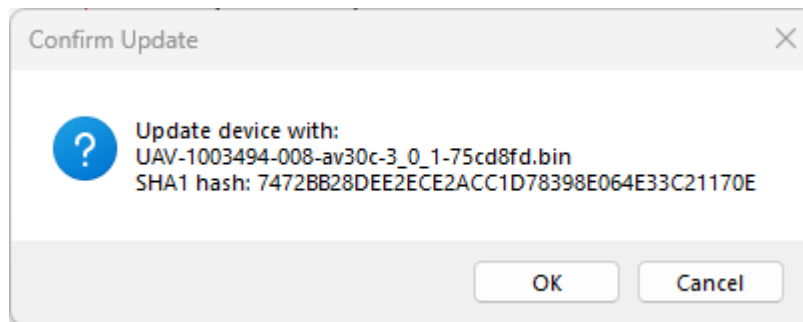 Confirm Update
?
Update device with:
UAV-1003494-008-av30c-3_0_1-75cd8fd.bin
SHA1 hash: 7472BB28DEE2ECE2ACC1D78398E064E33C21170E
OK
Cancel